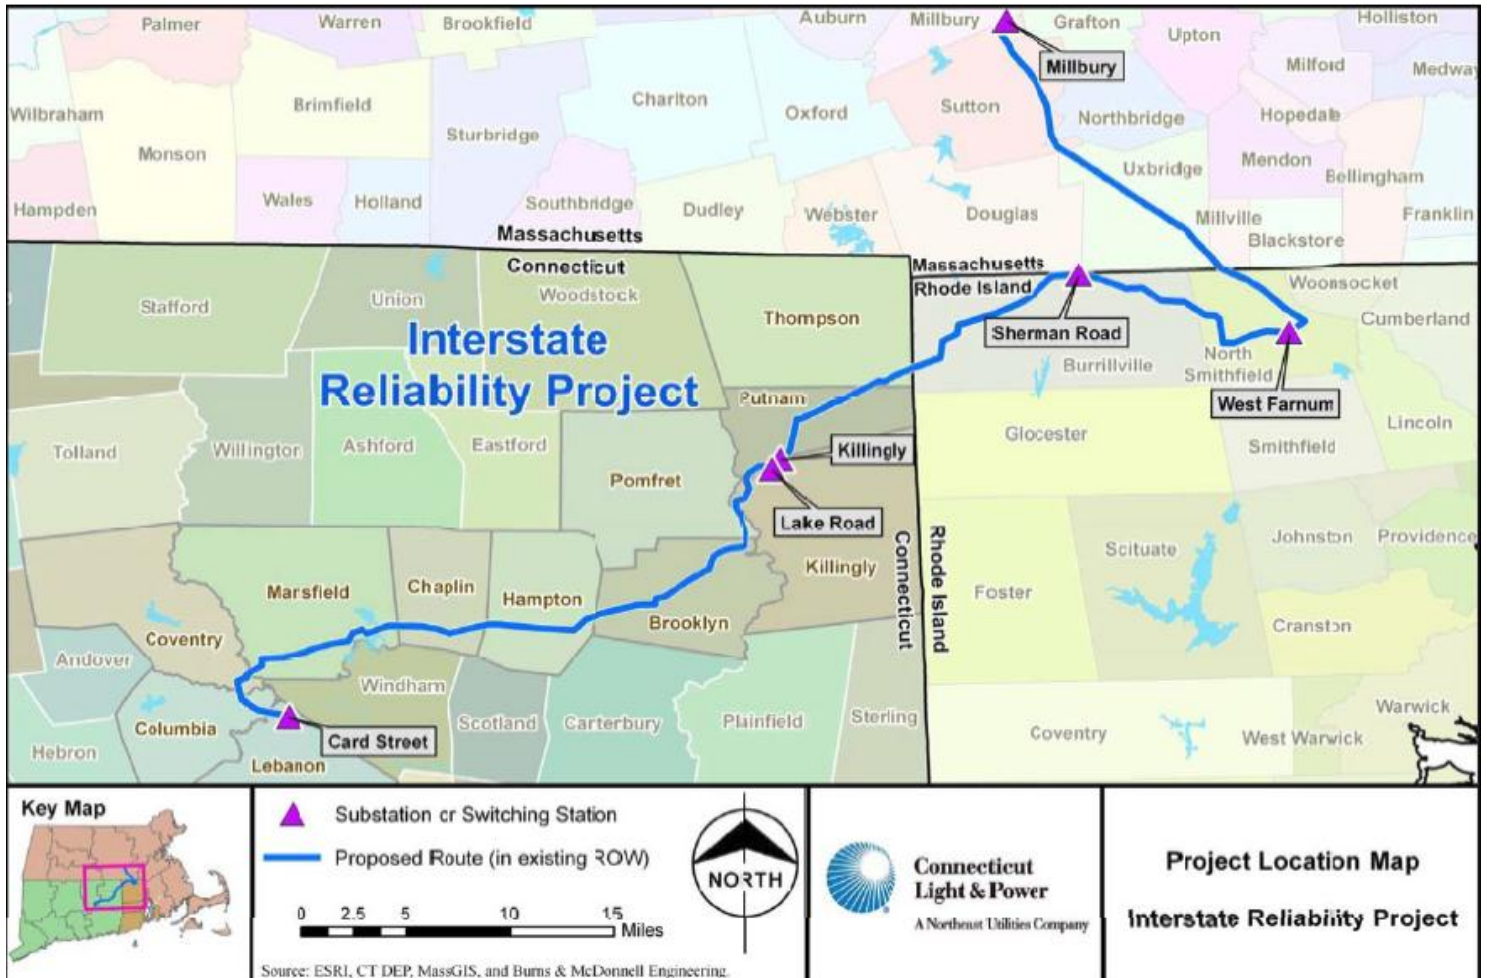 Palmer
Warren
Brookfield
Auburn
Millbury
Grafton
Holliston
Upton
Millbury
Milford
Medway
Wilbraham
Brimfield
Charlton
Oxford
Sutton
Northbridge
Hopedale
Sturbridge
Monson
Mendon
Uxbridge
Bellingham
Hampden
Wales
Holland
Southbridge
Dudley
Webster
Douglas
Millville
Franklin
Blackstore
Massachusetts
Connecticut
Massachusetts
Rhode Island
Woonsocket
Stafford
Union
Woodstock
Thompson
Cumberland
Interstate
Reliability Project
Sherman Road
Burrillville
North
Smithfield
West Farnum
Putnam
Lincoln
Tolland
Willington
Ashford
Eastford
Pomfret
Killingly
Glocester
Smithfield
Lake Road
Connecticut
Rhode Island
Scituate
Johnston
Providence
Killingly
Foster
Cranston
Marsfield
Chaplin
Hampton
Brooklyn
Coventry
Andover
Windham
Columbia
Scotland
Canterbury
Plainfield
Sterling
Coventry
West Warwick
Warwick
Hebron
Card Street
Lebanon
Key Map
Substation or Switching Station
Proposed Route (in existing ROW)
0 2.5 5 10 15
Miles
NORTH
Connecticut
Light & Power
A Northeast Utilities Company
Project Location Map
Interstate Reliability Project
Source: ESRI, CT DEP, MassGIS, and Burns & McDonnell Engineering.